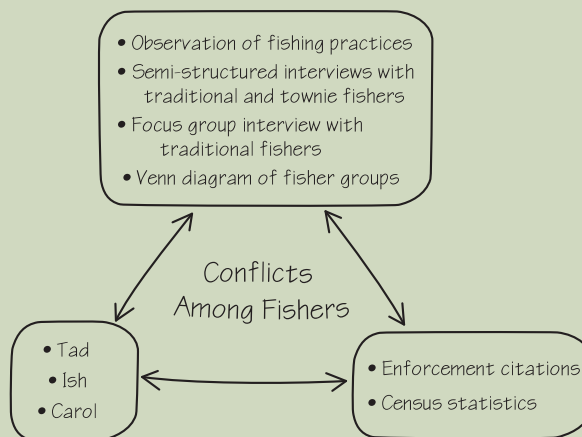 • Observation of fishing practices
• Semi-structured interviews with
traditional and townie fishers
• Focus group interview with
traditional fishers
• Venn diagram of fisher groups
Conflicts
Among Fishers
• Tad
• Ish
• Carol
• Enforcement citations
• Census statistics